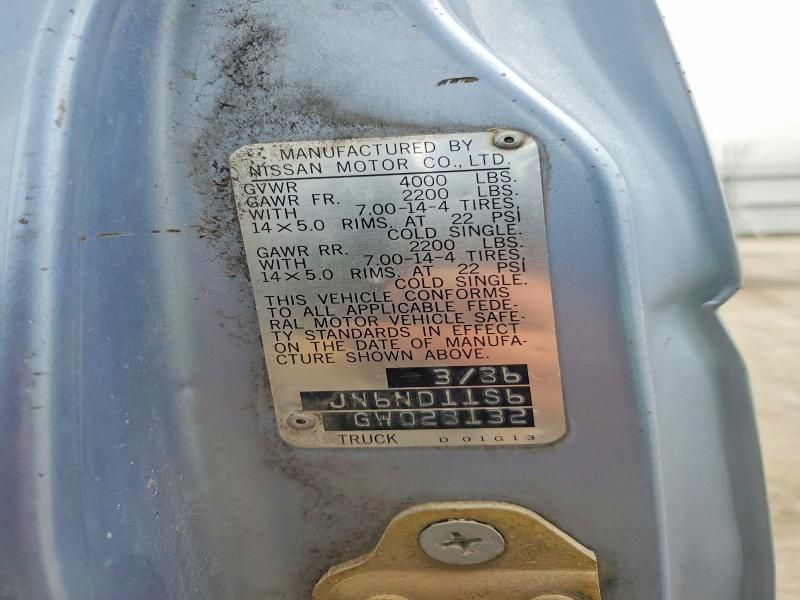 MANUFACTURED BY
NISSAN MOTOR CO., LTD.
GVWR 4000 LBS.
GAWR FR. 2200 LBS.
WITH 7.00-14-4 TIRES,
14×5.0 RIMS, AT 22 PSI
COLD SINGLE.
GAWR RR. 2200 LBS.
WITH 7.00-14-4 TIRES,
14×5.0 RIMS, AT 22 PSI
COLD SINGLE.
THIS VEHICLE CONFORMS
TO ALL APPLICABLE FEDE-
RAL MOTOR VEHICLE SAFE-
TY STANDARDS IN EFFECT
ON THE DATE OF MANUFA-
CTURE SHOWN ABOVE.
3/86
JN6ND11S6
GW028132
TRUCK D 01G13